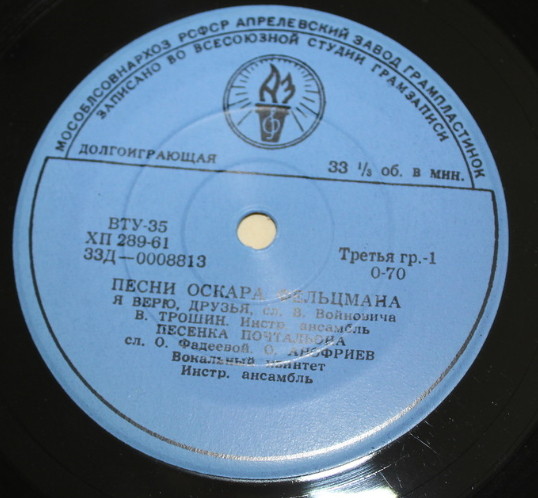 МОСОБЛСОВНАРХОЗ РСФСР АПРЕЛЕВСКИЙ ЗАВОД ГРАМПЛАСТИНОК
ЗАПИСАНО ВО ВСЕСОЮЗНОЙ СТУДИИ ГРАМЗАПИСИ
АЗ
ДОЛГОИГРАЮЩАЯ
33 1/3 об. в мин.
ВТУ-35
ХП 289-61
33Д—0008813
Третья гр.-1
0-70
ПЕСНИ ОСКАРА ФЕЛЬЦМАНА
Я ВЕРЮ, ДРУЗЬЯ, сл. В. Войновича
В. ТРОШИН. Инстр. ансамбль
ПЕСЕНКА ПОЧТАЛЬОНА
сл. О. Фадеевой. О. АНОФРИЕВ
Вокальный квинтет
Инстр. ансамбль